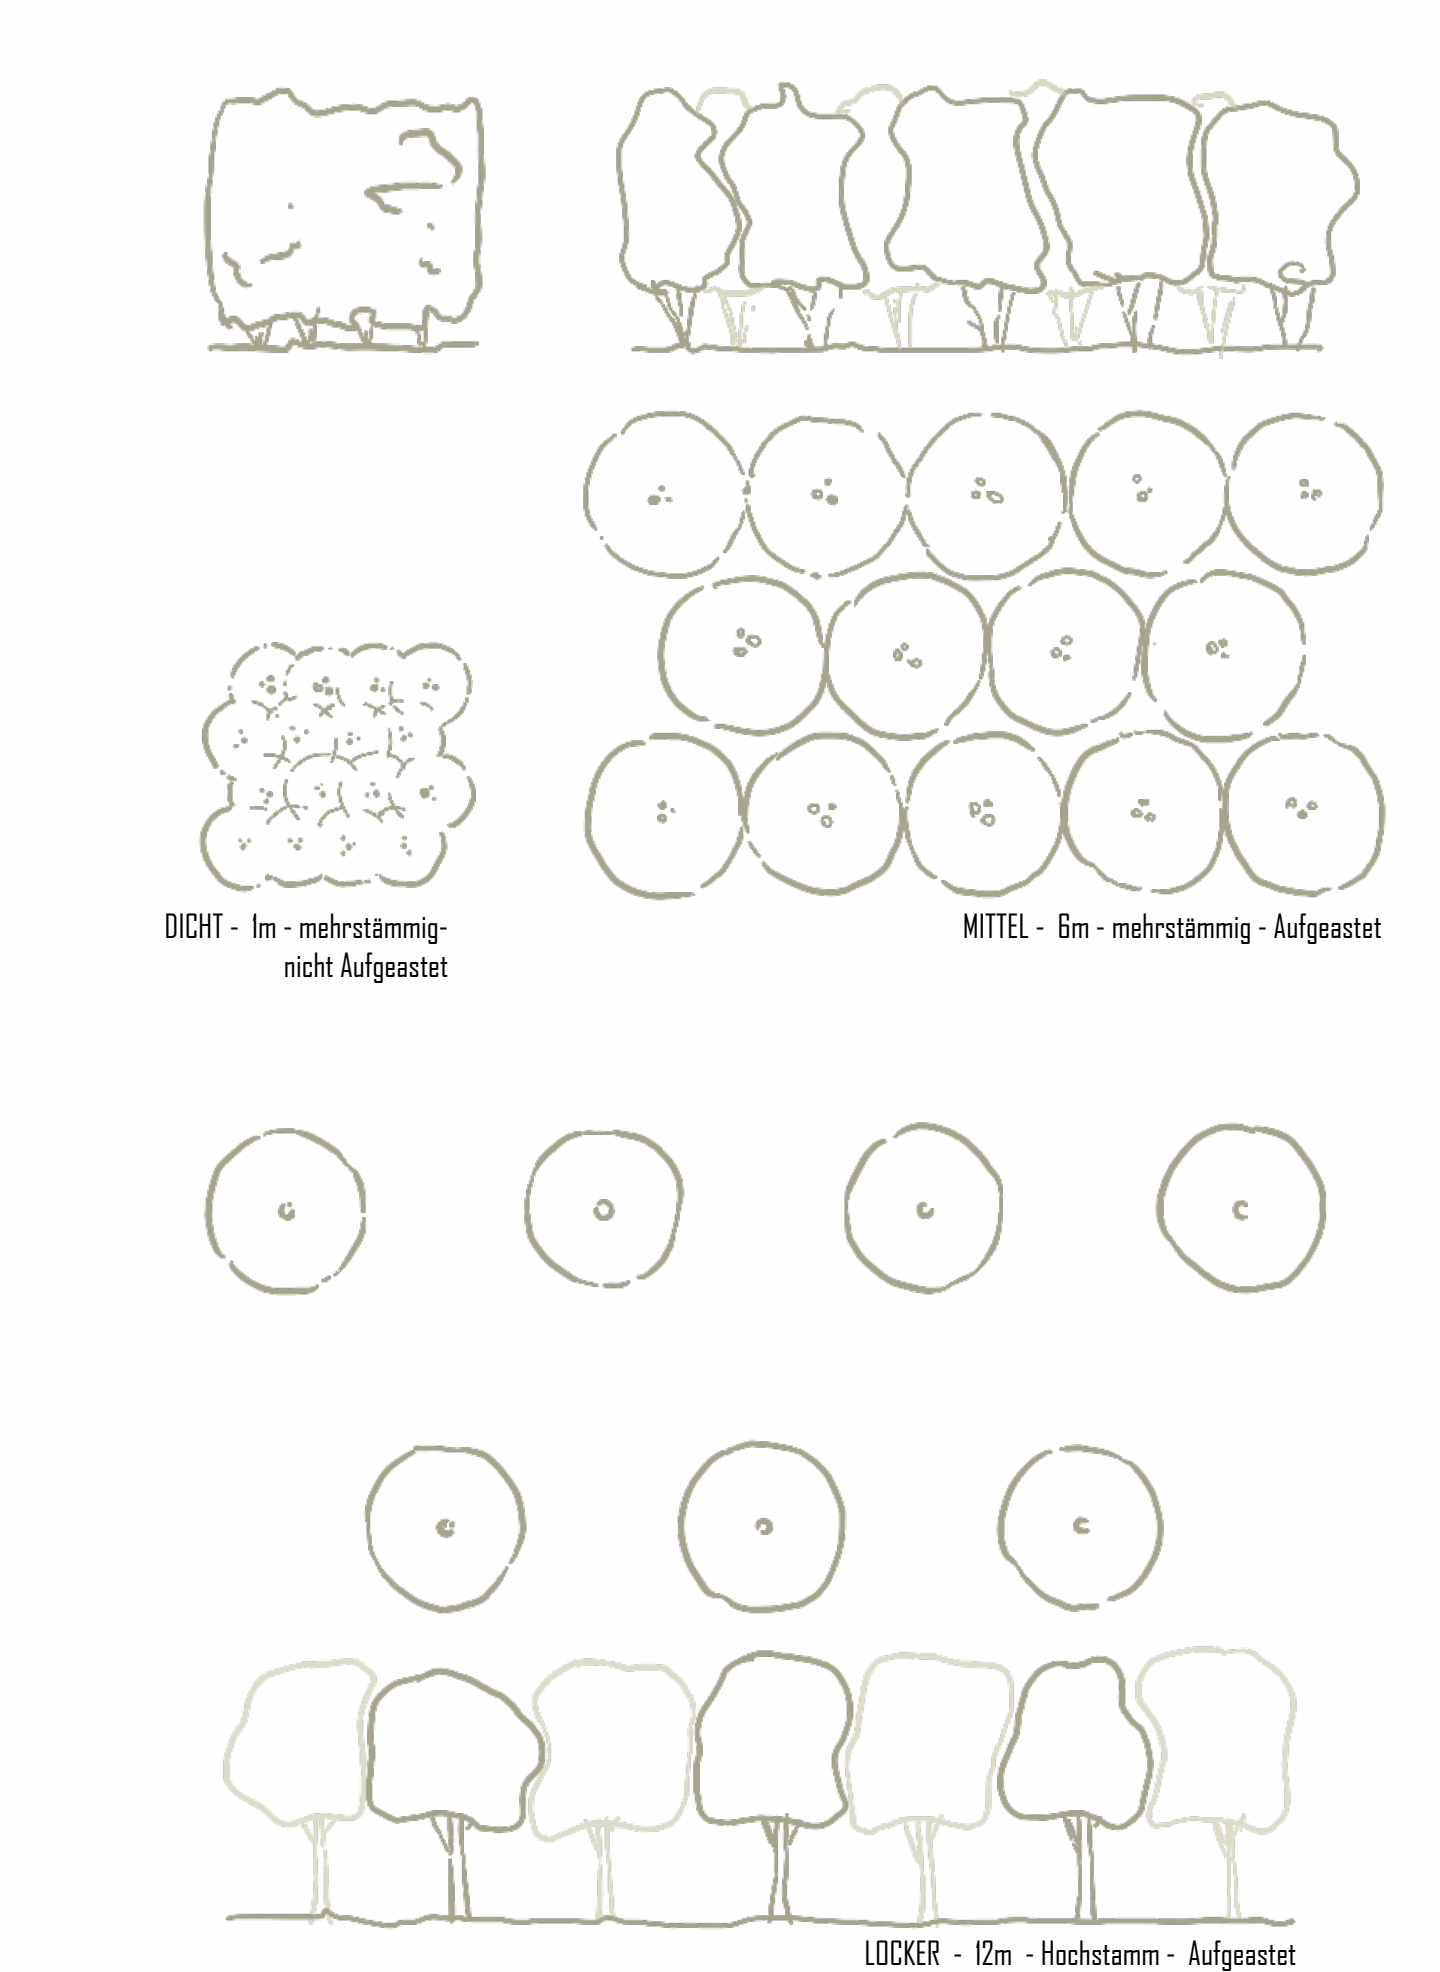 DICHT - 1m - mehrstämmig-
nicht Aufgeastet
MITTEL - 6m - mehrstämmig - Aufgeastet
LOCKER - 12m - Hochstamm - Aufgeastet